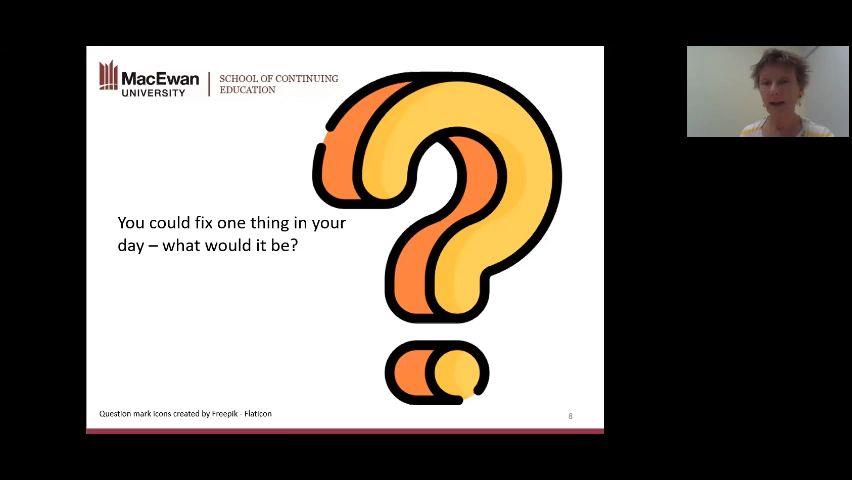 MacEwan
UNIVERSITY
SCHOOL OF CONTINUING
EDUCATION
You could fix one thing in your
day – what would it be?
Question mark icons created by Freepik - Flaticon
8